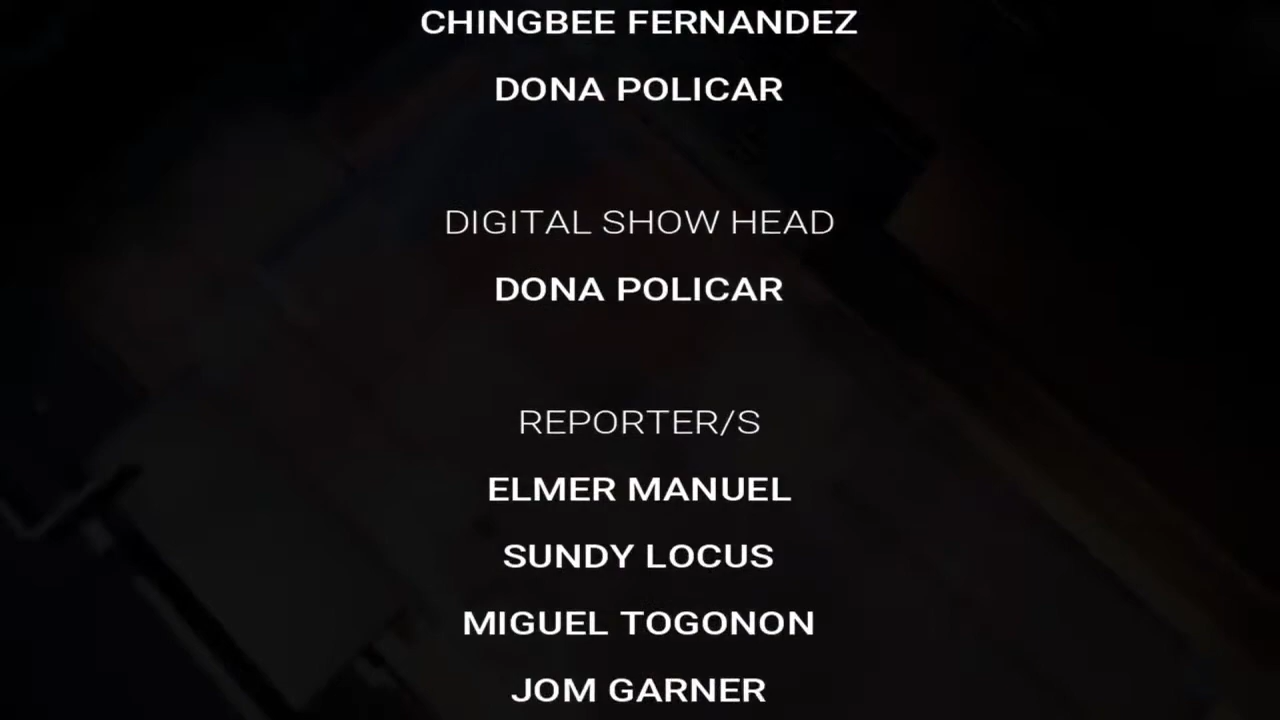 CHINGBEE FERNANDEZ
DONA POLICAR
DIGITAL SHOW HEAD
DONA POLICAR
REPORTER/S
ELMER MANUEL
SUNDY LOCUS
MIGUEL TOGONON
JOM GARNER